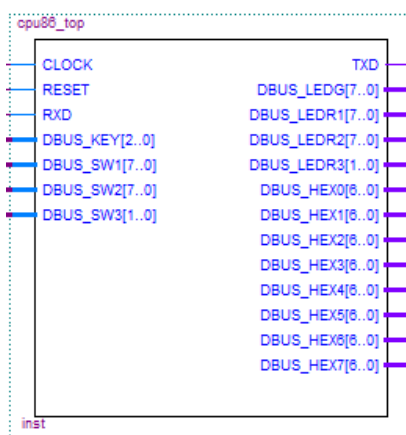 cpu86_top
CLOCK TXD
RESET DBUS_LEDG[7..0]
RXD DBUS_LEDR1[7..0]
DBUS_KEY[2..0] DBUS_LEDR2[7..0]
DBUS_SW1[7..0] DBUS_LEDR3[1..0]
DBUS_SW2[7..0] DBUS_HEX0[6..0]
DBUS_SW3[1..0] DBUS_HEX1[6..0]
DBUS_HEX2[6..0]
DBUS_HEX3[6..0]
DBUS_HEX4[6..0]
DBUS_HEX5[6..0]
DBUS_HEX6[6..0]
DBUS_HEX7[6..0]
inst